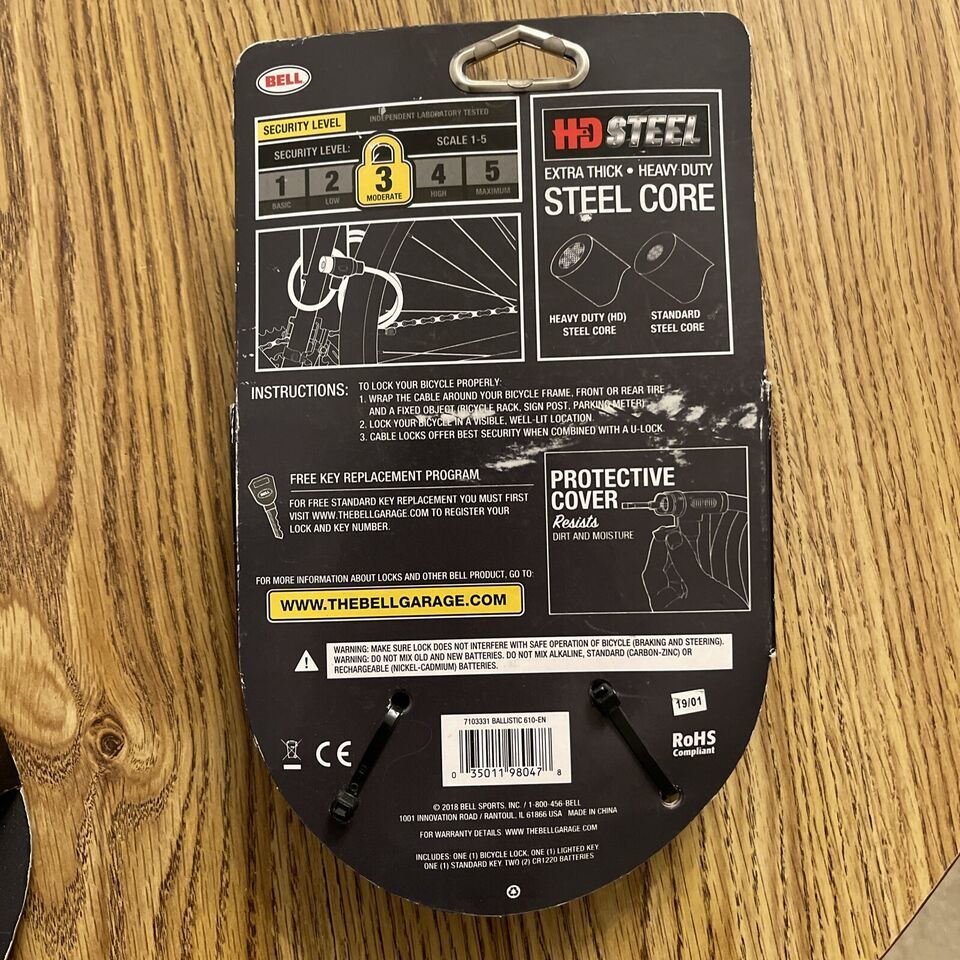 BELL
SECURITY LEVEL
INDEPENDENT LABORATORY TESTED
SECURITY LEVEL:
SCALE 1-5
1
BASIC
2
LOW
3
MODERATE
4
HIGH
5
MAXIMUM
HD STEEL
EXTRA THICK • HEAVY DUTY
STEEL CORE
HEAVY DUTY (HD)
STEEL CORE
STANDARD
STEEL CORE
INSTRUCTIONS:
TO LOCK YOUR BICYCLE PROPERLY:
1. WRAP THE CABLE AROUND YOUR BICYCLE FRAME, FRONT OR REAR TIRE
AND A FIXED OBJECT (BICYCLE RACK, SIGN POST, PARKING METER)
2. LOCK YOUR BICYCLE IN A VISIBLE, WELL-LIT LOCATION
3. CABLE LOCKS OFFER BEST SECURITY WHEN COMBINED WITH A U-LOCK.
BELL
FREE KEY REPLACEMENT PROGRAM
FOR FREE STANDARD KEY REPLACEMENT YOU MUST FIRST
VISIT WWW.THEBELLGARAGE.COM TO REGISTER YOUR
LOCK AND KEY NUMBER.
PROTECTIVE
COVER
Resists
DIRT AND MOISTURE
FOR MORE INFORMATION ABOUT LOCKS AND OTHER BELL PRODUCT, GO TO:
WWW.THEBELLGARAGE.COM
WARNING: MAKE SURE LOCK DOES NOT INTERFERE WITH SAFE OPERATION OF BICYCLE (BRAKING AND STEERING).
WARNING: DO NOT MIX OLD AND NEW BATTERIES. DO NOT MIX ALKALINE, STANDARD (CARBON-ZINC) OR
RECHARGEABLE (NICKEL-CADMIUM) BATTERIES.
19/01
CE
7103331 BALLISTIC 610-EN
0 35011 98047 8
RoHS
Compliant
© 2018 BELL SPORTS, INC. / 1-800-456-BELL
1001 INNOVATION ROAD / RANTOUL, IL 61866 USA MADE IN CHINA
FOR WARRANTY DETAILS WWW.THEBELLGARAGE.COM
INCLUDES: ONE (1) BICYCLE LOCK, ONE (1) LIGHTED KEY
ONE (1) STANDARD KEY TWO (2) CR1220 BATTERIES